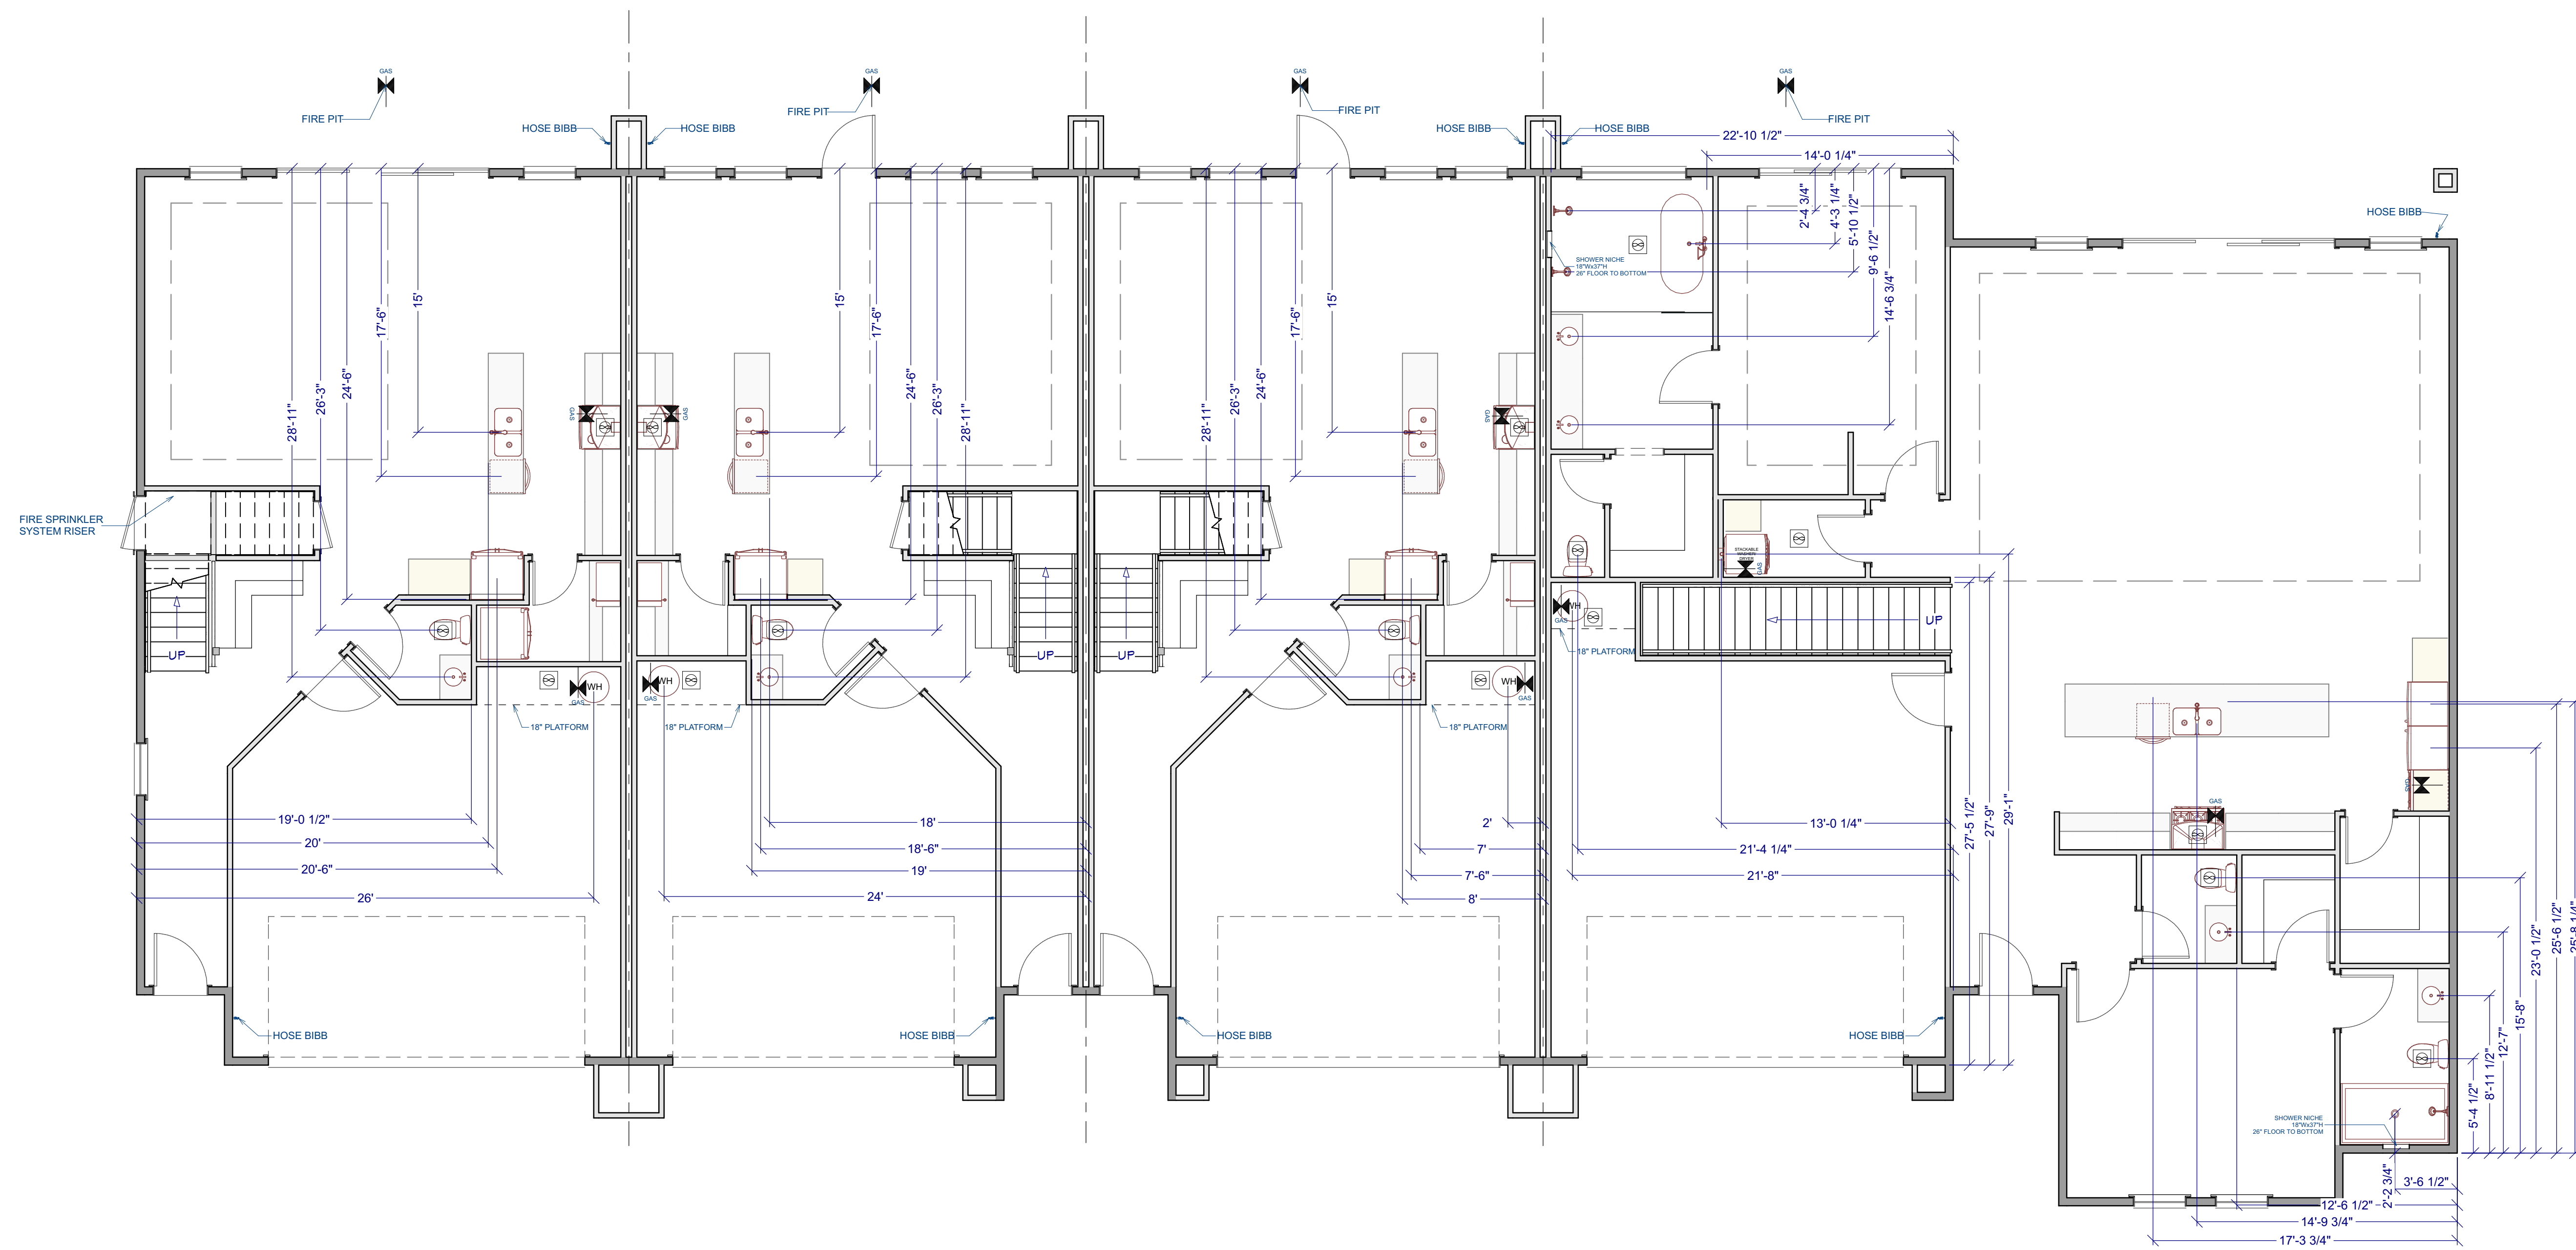 GAS
GAS
GAS
GAS
FIRE PIT
FIRE PIT
FIRE PIT
FIRE PIT
HOSE BIBB
HOSE BIBB
HOSE BIBB
HOSE BIBB
22'-10 1/2"
14'-0 1/4"
2'-4 3/4"
4'-3 1/4"
5'-10 1/2"
9'-6 1/2"
14'-6 3/4"
HOSE BIBB
SHOWER NICHE
18"Wx37"H
26" FLOOR TO BOTTOM
28'-11"
26'-3"
24'-6"
17'-6"
15'
15'
17'-6"
24'-6"
26'-3"
28'-11"
28'-11"
26'-3"
24'-6"
17'-6"
15'
GAS
GAS
GAS
FIRE SPRINKLER
SYSTEM RISER
STACKABLE
WASHER/
DRYER
GAS
UP
UP
UP
UP
WH
GAS
18" PLATFORM
WH
GAS
18" PLATFORM
WH
GAS
18" PLATFORM
WH
GAS
18" PLATFORM
19'-0 1/2"
20'
20'-6"
26'
18'
18'-6"
19'
24'
2'
7'
7'-6"
8'
13'-0 1/4"
21'-4 1/4"
21'-8"
27'-5 1/2"
27'-9"
29'-1"
GAS
GAS
HOSE BIBB
HOSE BIBB
HOSE BIBB
HOSE BIBB
5'-4 1/2"
8'-11 1/2"
12'-7"
15'-8"
23'-0 1/2"
25'-6 1/2"
25'-8 1/4"
SHOWER NICHE
18"Wx37"H
26" FLOOR TO BOTTOM
2'-2 3/4"
3'-6 1/2"
12'-6 1/2"
14'-9 3/4"
17'-3 3/4"